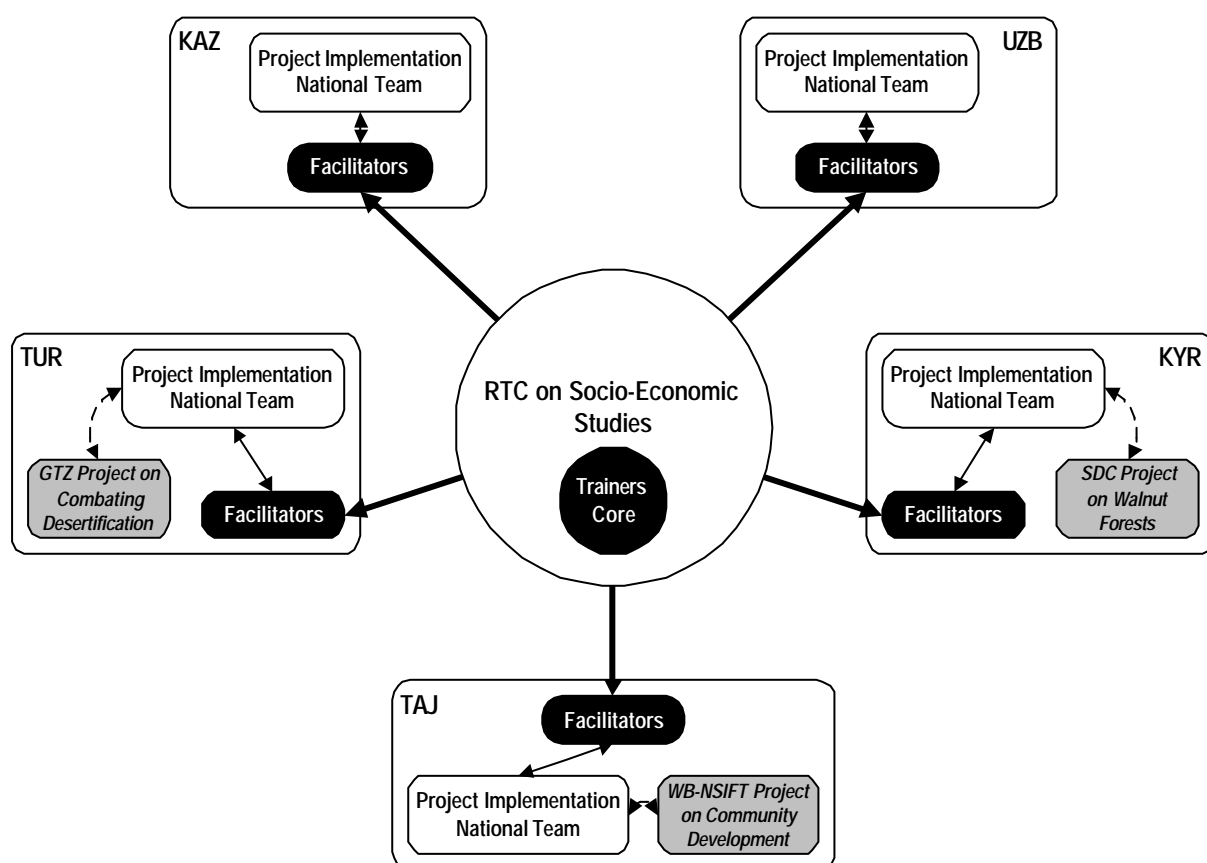 KAZ
Project Implementation
National Team
Facilitators
UZB
Project Implementation
National Team
Facilitators
TUR
Project Implementation
National Team
GTZ Project on
Combating
Desertification
Facilitators
RTC on Socio-Economic
Studies
Trainers
Core
KYR
Project Implementation
National Team
Facilitators
SDC Project
on Walnut
Forests
TAJ
Facilitators
Project Implementation
National Team
WB-NSIFT Project
on Community
Development